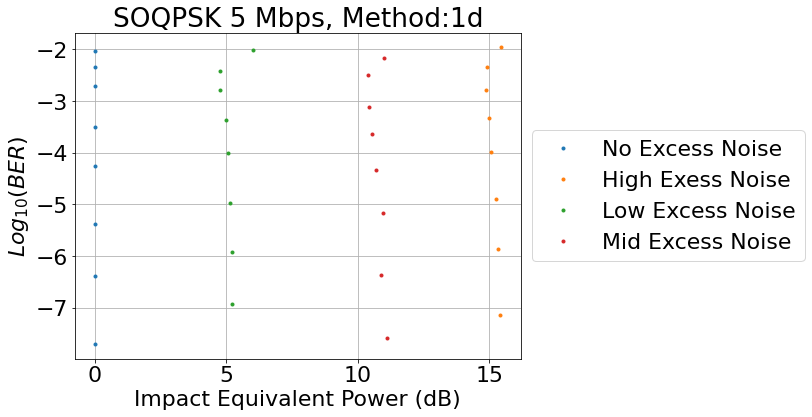 SOQPSK 5 Mbps, Method:1d
−2
−3
−4
−5
−6
−7
Log10(BER)
0 5 10 15
Impact Equivalent Power (dB)
No Excess Noise
High Exess Noise
Low Excess Noise
Mid Excess Noise